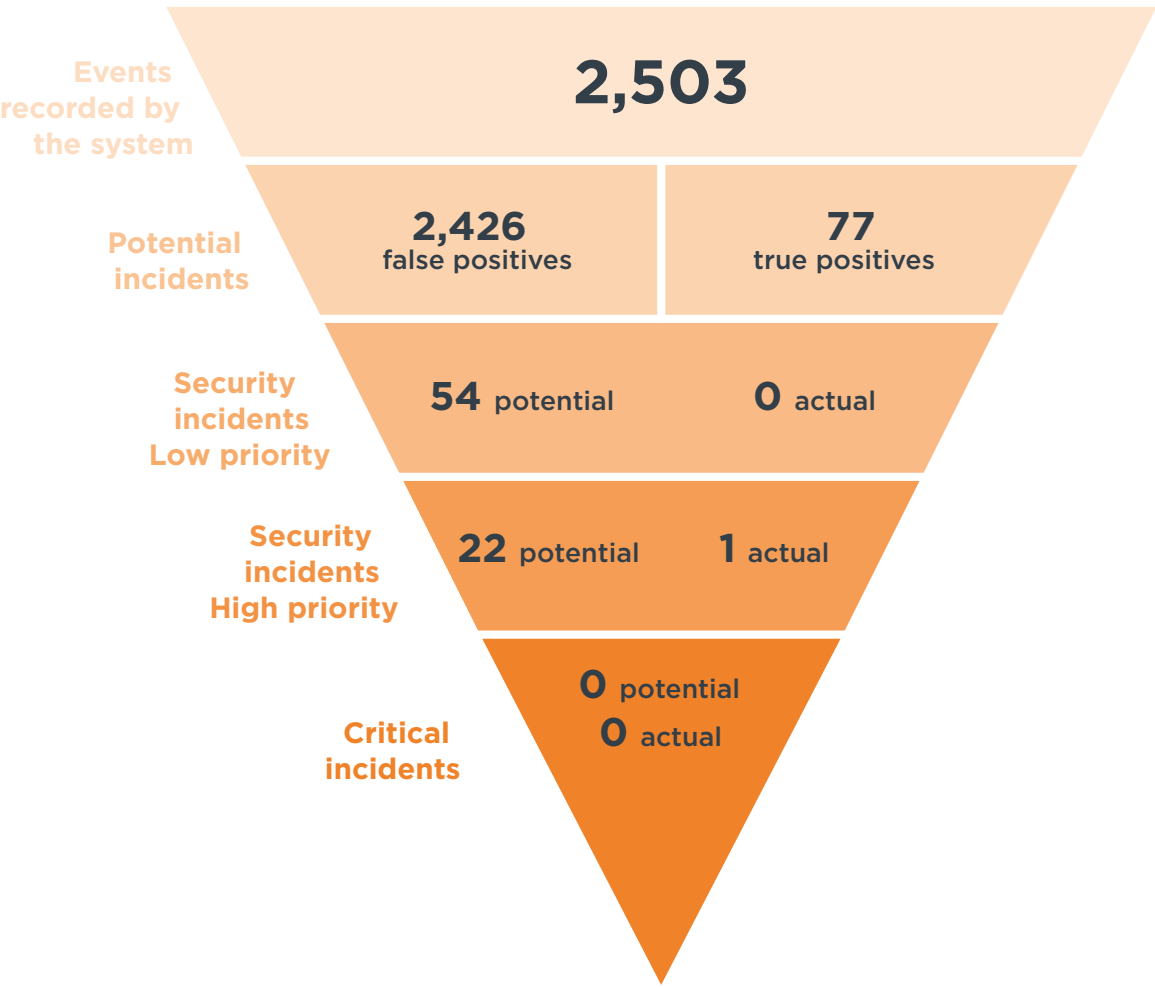 Events
recorded by
the system
2,503
Potential
incidents
2,426
false positives
77
true positives
Security
incidents
Low priority
54 potential
0 actual
Security
incidents
High priority
22 potential
1 actual
Critical
incidents
0 potential
0 actual